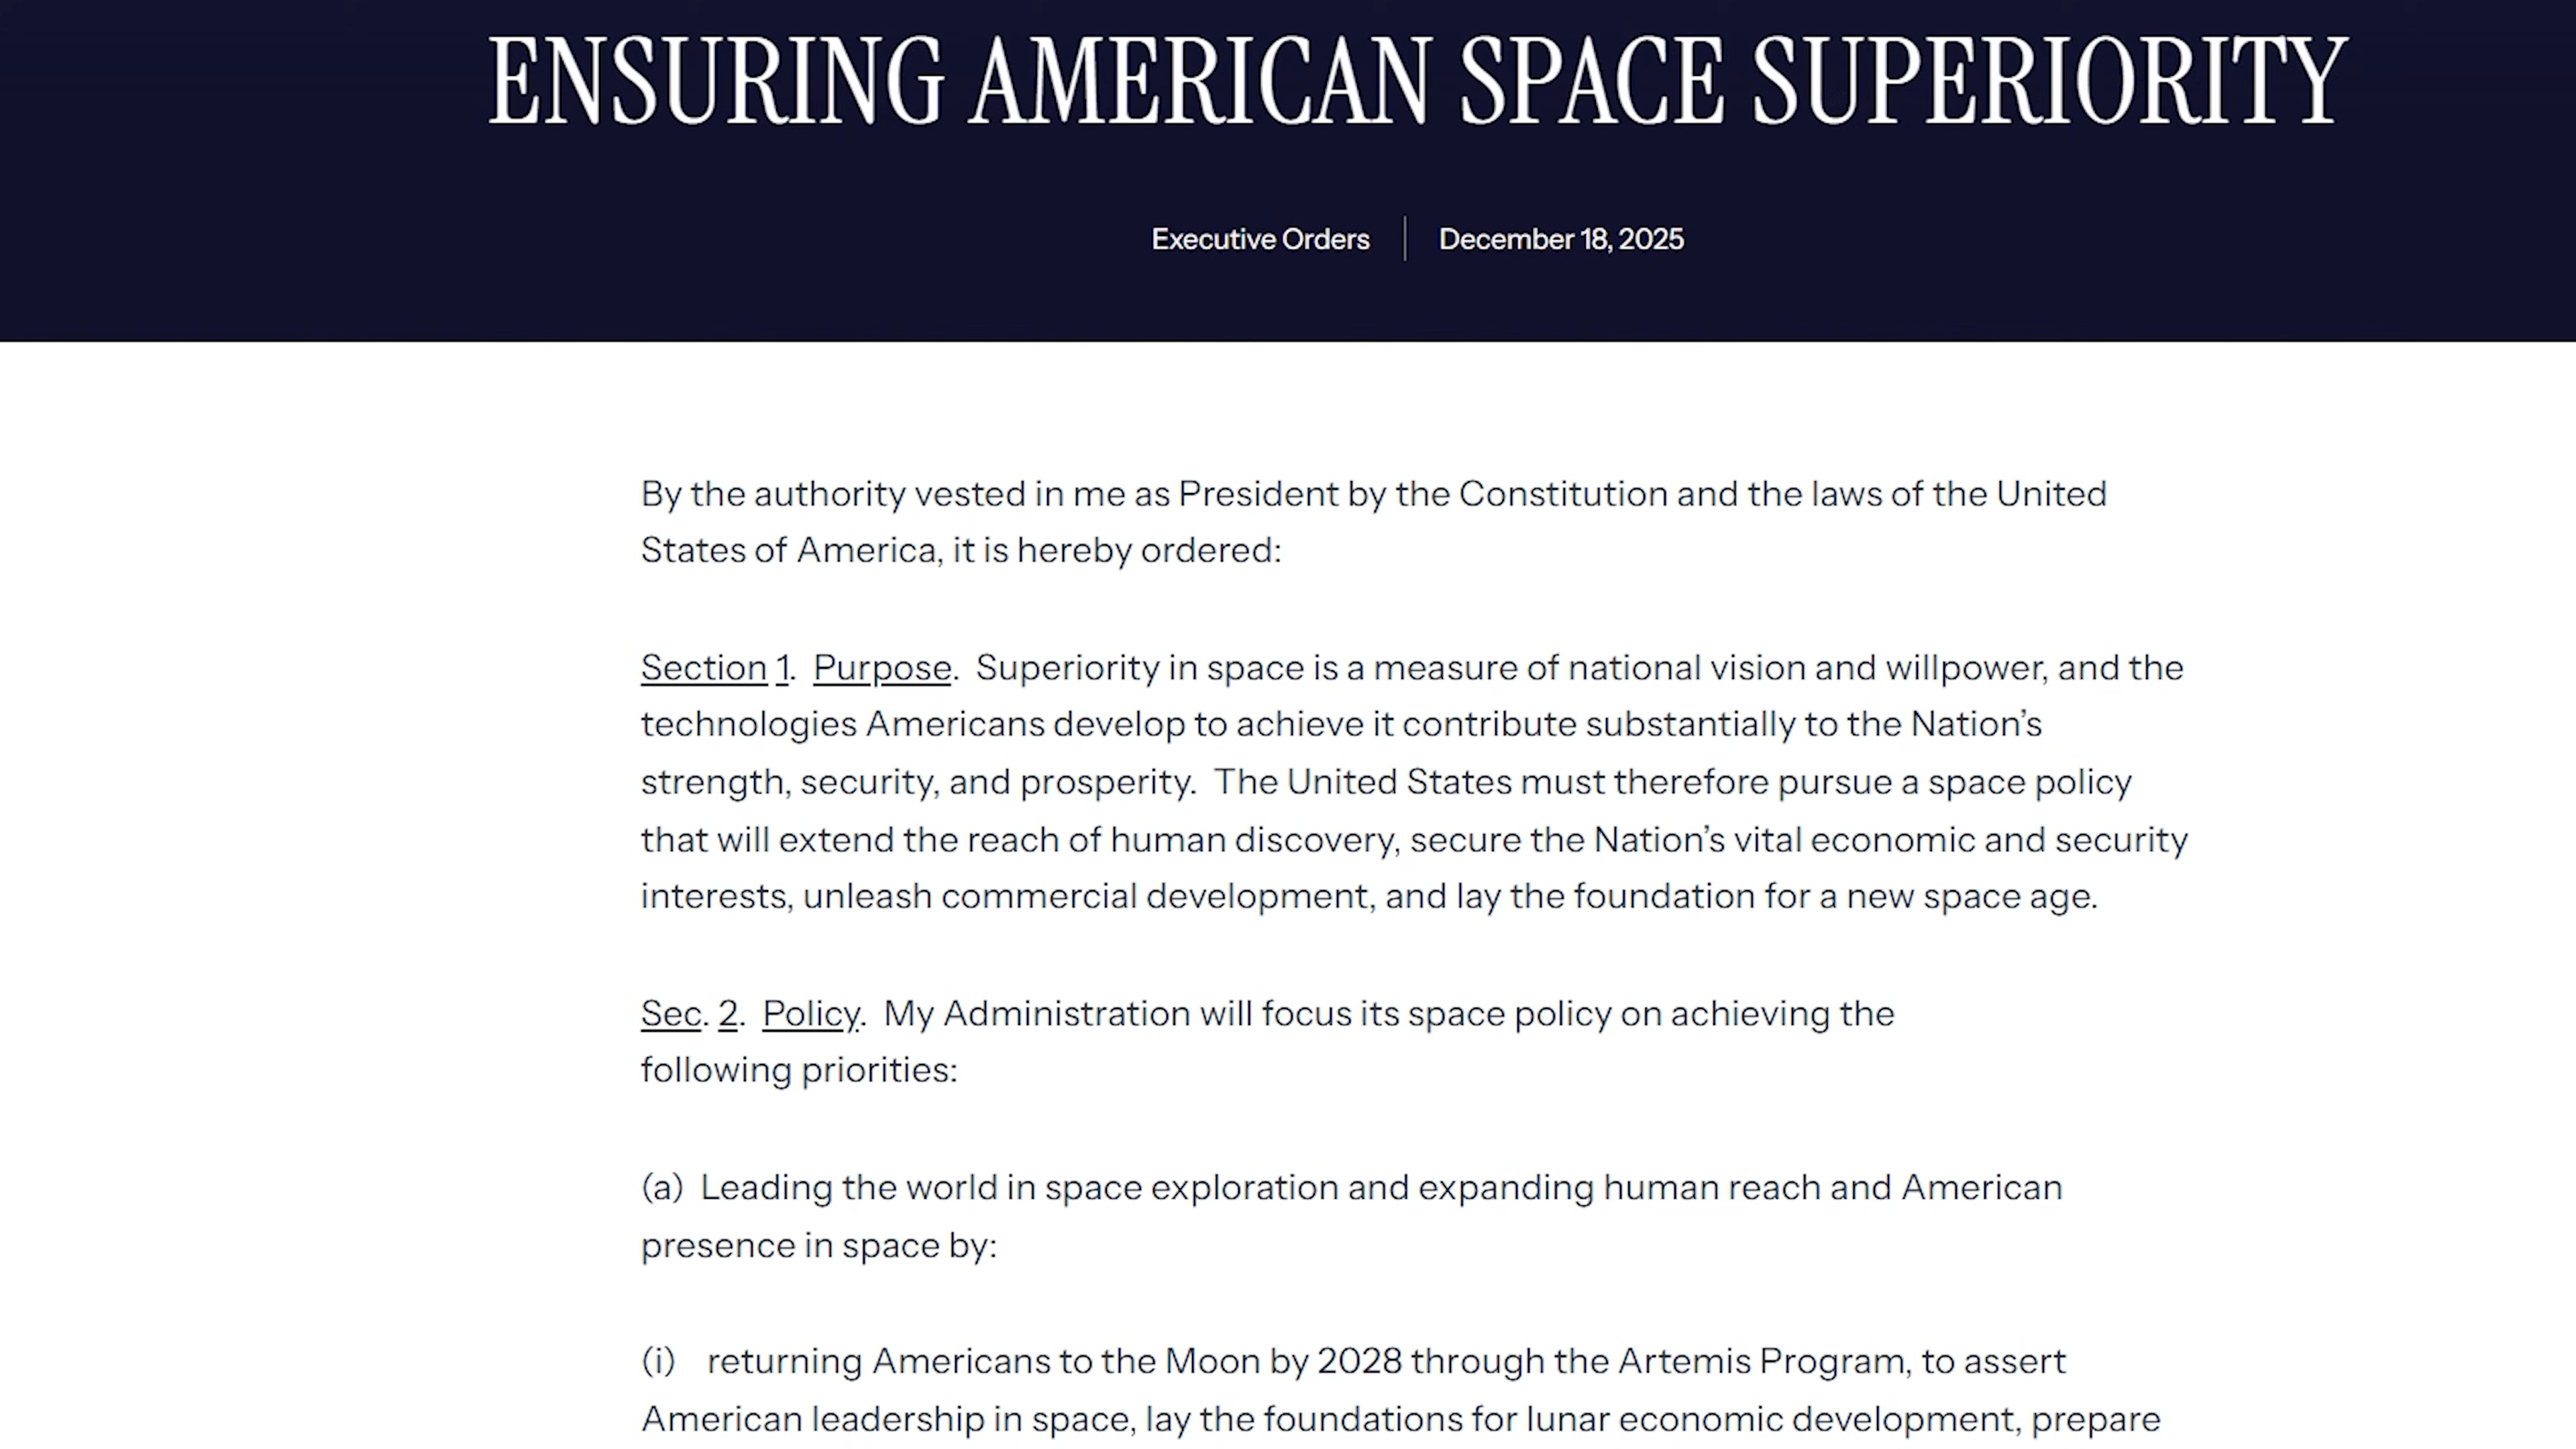 ENSURING AMERICAN SPACE SUPERIORITY
Executive Orders | December 18, 2025
By the authority vested in me as President by the Constitution and the laws of the United
States of America, it is hereby ordered:
Section 1. Purpose. Superiority in space is a measure of national vision and willpower, and the
technologies Americans develop to achieve it contribute substantially to the Nation’s
strength, security, and prosperity. The United States must therefore pursue a space policy
that will extend the reach of human discovery, secure the Nation’s vital economic and security
interests, unleash commercial development, and lay the foundation for a new space age.
Sec. 2. Policy. My Administration will focus its space policy on achieving the
following priorities:
(a) Leading the world in space exploration and expanding human reach and American
presence in space by:
(i) returning Americans to the Moon by 2028 through the Artemis Program, to assert
American leadership in space, lay the foundations for lunar economic development, prepare